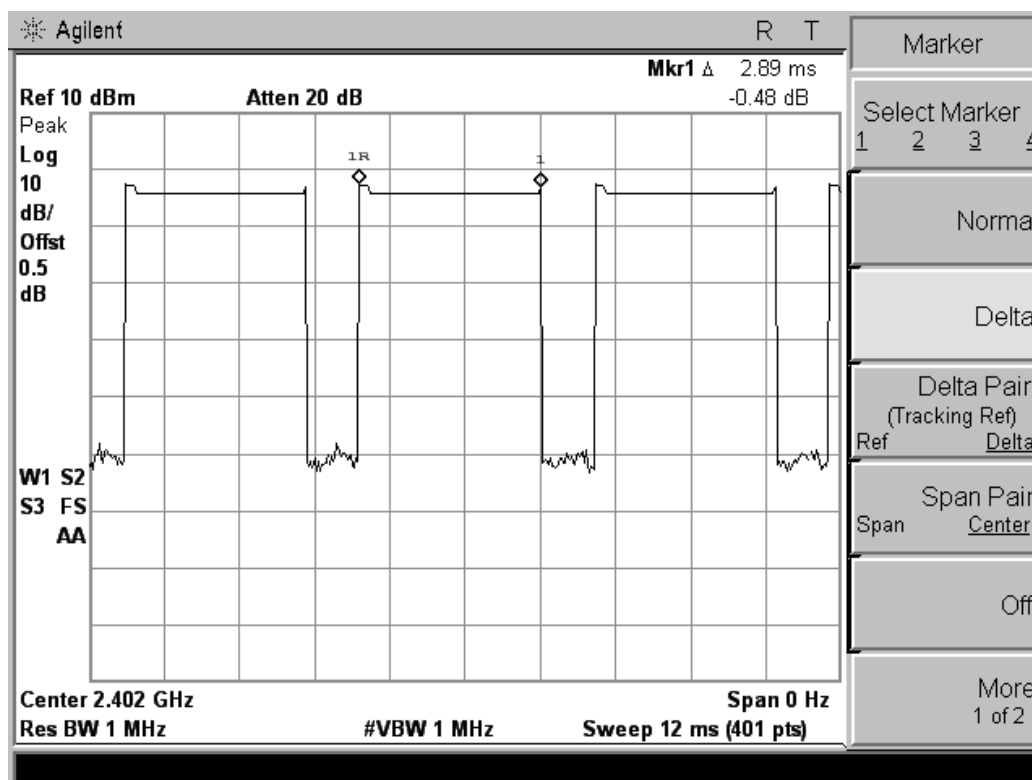 Agilent R T
Mkr1 Δ 2.89 ms
Ref 10 dBm Atten 20 dB -0.48 dB
Peak
Log
10
dB/
Offst
0.5
dB
1R
1
W1 S2
S3 FS
AA
Center 2.402 GHz Span 0 Hz
Res BW 1 MHz #VBW 1 MHz Sweep 12 ms (401 pts)
Marker
Select Marker
1 2 3 4
Norma
Delta
Delta Pair
(Tracking Ref)
Ref Delta
Span Pair
Span Center
Off
More
1 of 2